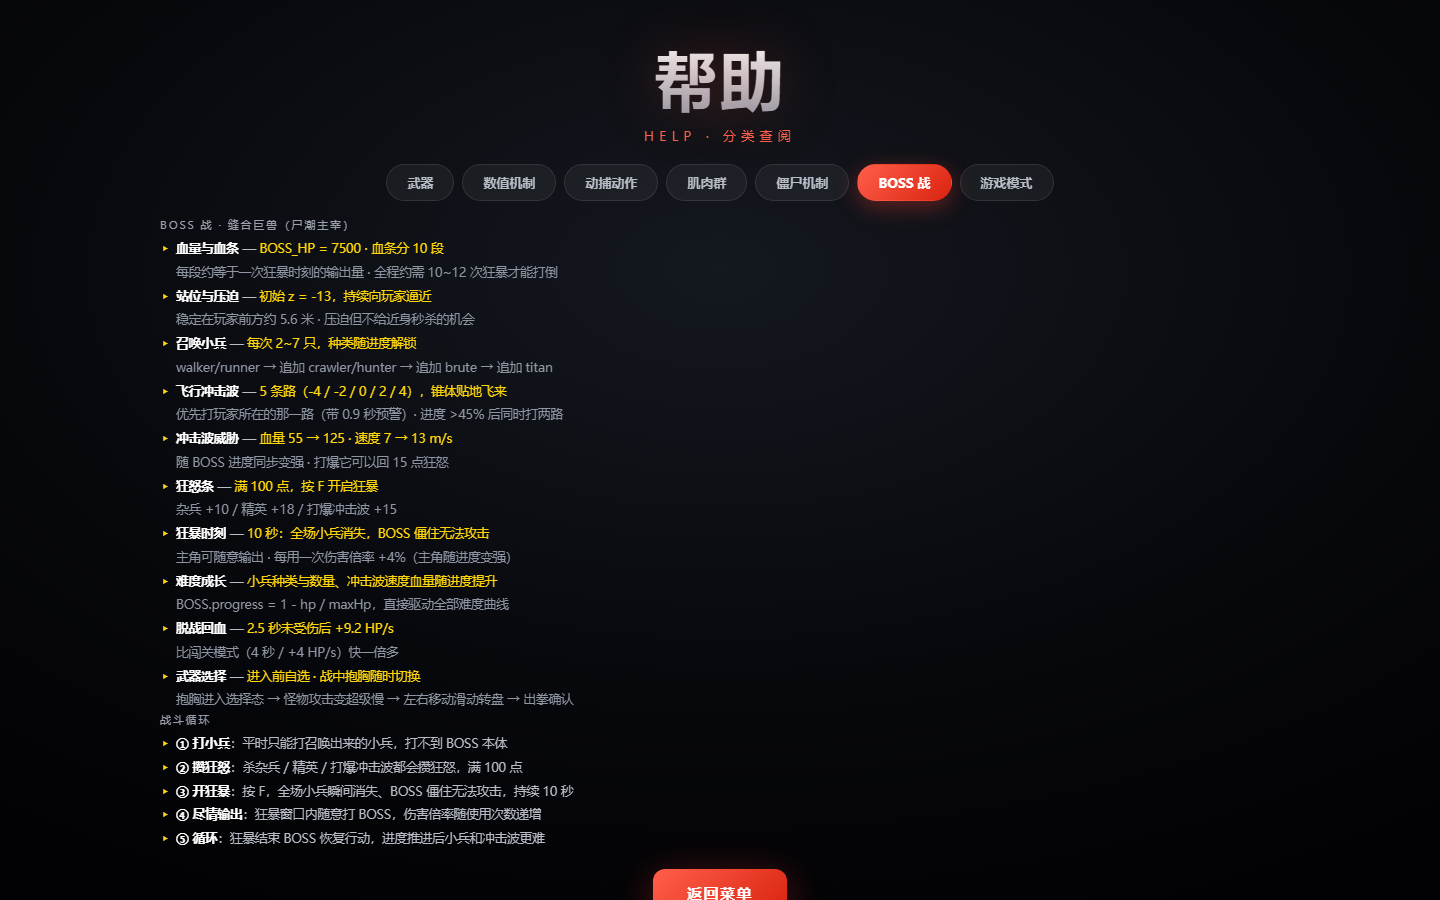 帮助
HELP · 分类查阅
武器 数值机制 动捕动作 肌肉群 僵尸机制 BOSS 战 游戏模式
BOSS 战 · 缝合巨兽（尸潮主宰）
▸ 血量与血条 — BOSS_HP = 7500 · 血条分 10 段
每段约等于一次狂暴时刻的输出量 · 全程约需 10~12 次狂暴才能打倒
▸ 站位与压迫 — 初始 z = -13，持续向玩家逼近
稳定在玩家前方约 5.6 米 · 压迫但不给近身秒杀的机会
▸ 召唤小兵 — 每次 2~7 只，种类随进度解锁
walker/runner → 追加 crawler/hunter → 追加 brute → 追加 titan
▸ 飞行冲击波 — 5 条路（-4 / -2 / 0 / 2 / 4），锥体贴地飞来
优先打玩家所在的那一路（带 0.9 秒预警）· 进度 >45% 后同时打两路
▸ 冲击波威胁 — 血量 55 → 125 · 速度 7 → 13 m/s
随 BOSS 进度同步变强 · 打爆它可以回 15 点狂怒
▸ 狂怒条 — 满 100 点，按 F 开启狂暴
杂兵 +10 / 精英 +18 / 打爆冲击波 +15
▸ 狂暴时刻 — 10 秒：全场小兵消失，BOSS 僵住无法攻击
主角可随意输出 · 每用一次伤害倍率 +4%（主角随进度变强）
▸ 难度成长 — 小兵种类与数量、冲击波速度血量随进度提升
BOSS.progress = 1 - hp / maxHp，直接驱动全部难度曲线
▸ 脱战回血 — 2.5 秒未受伤后 +9.2 HP/s
比闯关模式（4 秒 / +4 HP/s）快一倍多
▸ 武器选择 — 进入前自选 · 战中抱胸随时切换
抱胸进入选择态 → 怪物攻击变超级慢 → 左右移动滑动转盘 → 出拳确认
战斗循环
▸ ① 打小兵：平时只能打召唤出来的小兵，打不到 BOSS 本体
▸ ② 攒狂怒：杀杂兵 / 精英 / 打爆冲击波都会攒狂怒，满 100 点
▸ ③ 开狂暴：按 F，全场小兵瞬间消失、BOSS 僵住无法攻击，持续 10 秒
▸ ④ 尽情输出：狂暴窗口内随意打 BOSS，伤害倍率随使用次数递增
▸ ⑤ 循环：狂暴结束 BOSS 恢复行动，进度推进后小兵和冲击波更难
返回菜单